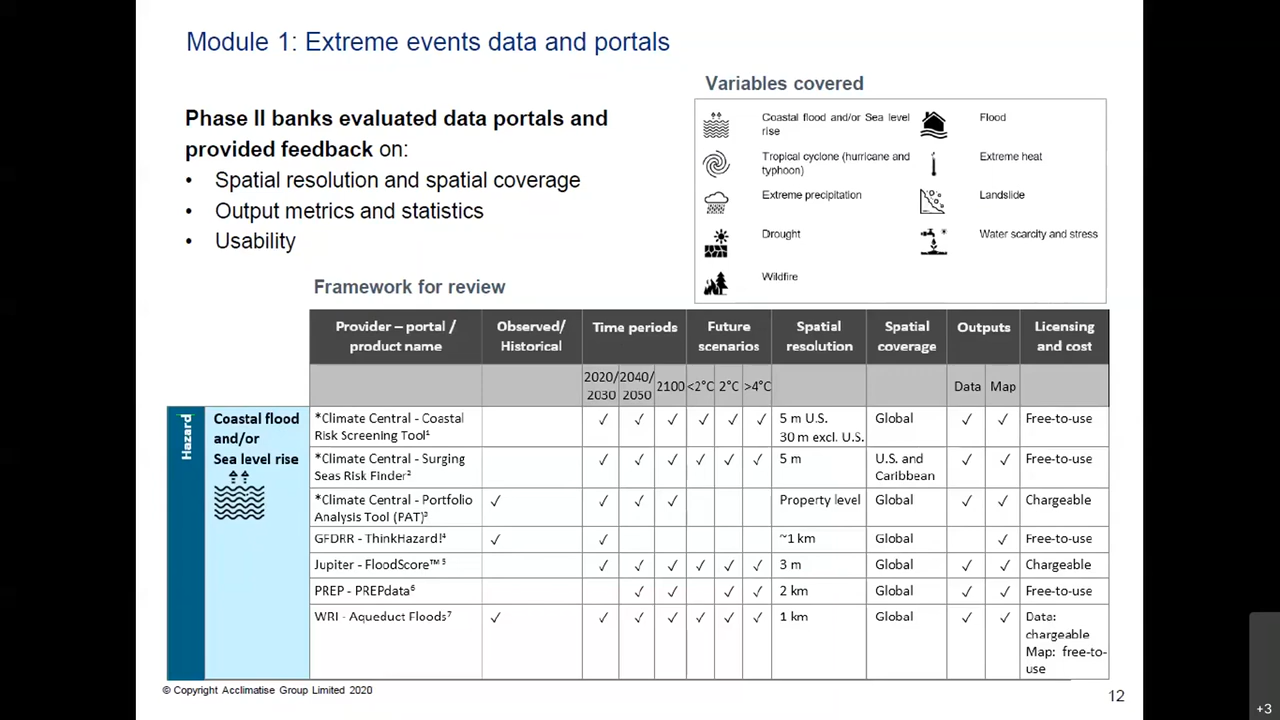 Module 1: Extreme events data and portals
Variables covered
Phase II banks evaluated data portals and
provided feedback on:
• Spatial resolution and spatial coverage
• Output metrics and statistics
• Usability
Coastal flood and/or Sea level
rise
Flood
Tropical cyclone (hurricane and
typhoon)
Extreme heat
Extreme precipitation
Landslide
Drought
Water scarcity and stress
Wildfire
Framework for review
Provider – portal /
product name
Observed/
Historical
Time periods
Future
scenarios
Spatial
resolution
Spatial
coverage
Outputs
Licensing
and cost
2020/
2030
2040/
2050
2100
<2°C
2°C
>4°C
Data
Map
Hazard
Coastal flood
and/or
Sea level rise
*Climate Central - Coastal
Risk Screening Tool¹
✓ ✓ ✓ ✓ ✓ ✓
5 m U.S.
30 m excl. U.S.
Global
✓ ✓
Free-to-use
*Climate Central - Surging
Seas Risk Finder²
✓ ✓ ✓ ✓ ✓ ✓
5 m
U.S. and
Caribbean
✓ ✓
Free-to-use
*Climate Central - Portfolio
Analysis Tool (PAT)³
✓ ✓ ✓ ✓
Property level
Global
✓ ✓
Chargeable
GFDRR - ThinkHazard!⁴
✓ ✓
~1 km
Global
✓
Free-to-use
Jupiter - FloodScore™ ⁵
✓ ✓ ✓ ✓ ✓ ✓
3 m
Global
✓ ✓
Chargeable
PREP - PREPdata⁶
✓ ✓ ✓ ✓
2 km
Global
✓ ✓
Free-to-use
WRI - Aqueduct Floods⁷
✓ ✓ ✓ ✓ ✓ ✓ ✓
1 km
Global
✓ ✓
Data:
chargeable
Map: free-to-
use
© Copyright Acclimatise Group Limited 2020
12
+3